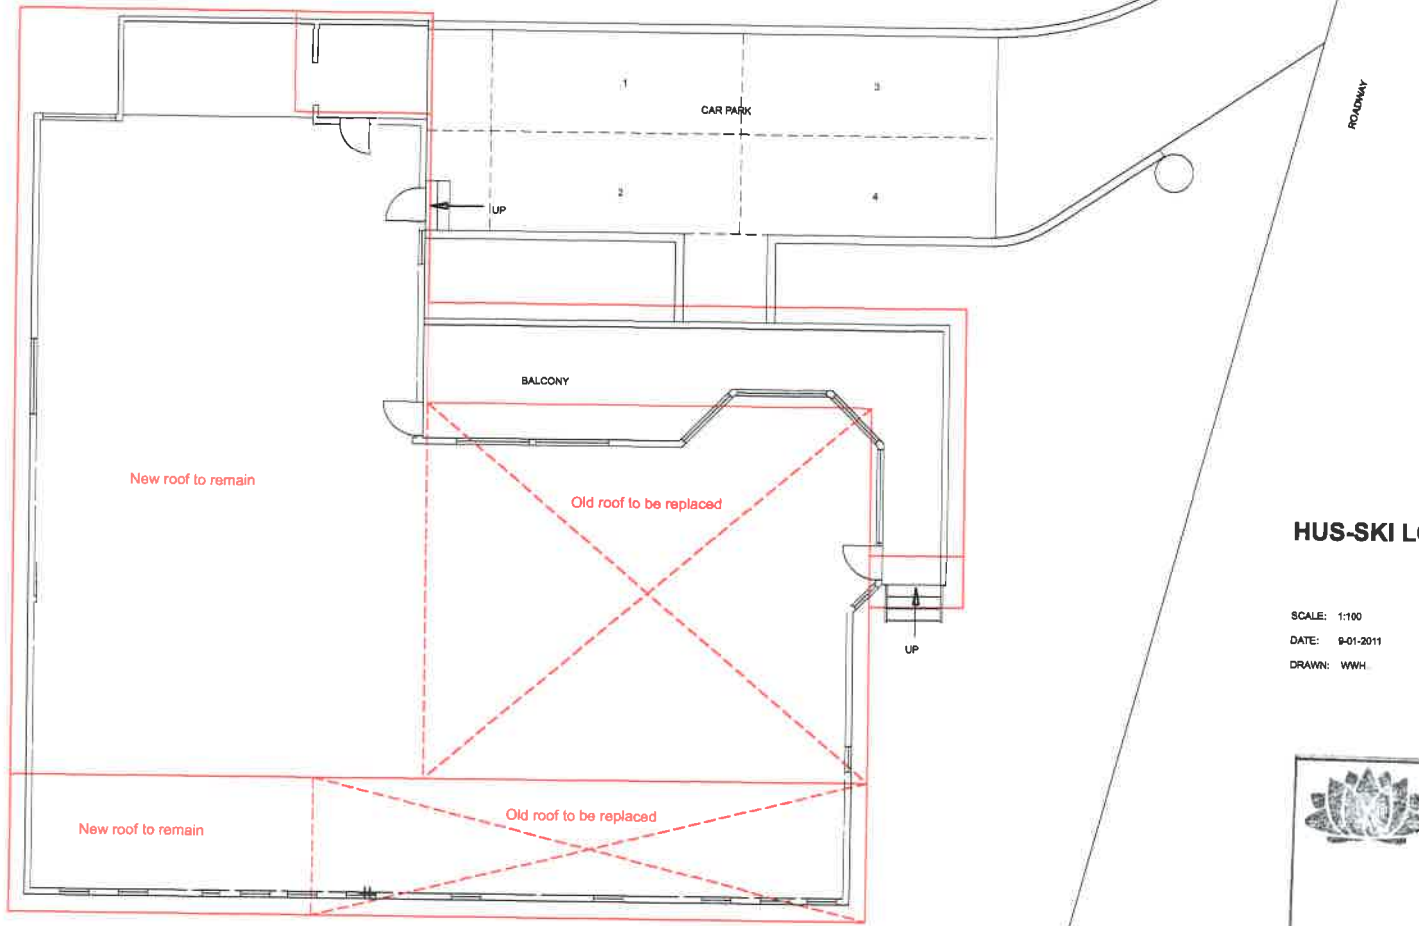 1
3
CAR PARK
2
4
UP
ROADWAY
BALCONY
New roof to remain
Old roof to be replaced
HUS-SKI L
SCALE: 1:100
DATE: 9-01-2011
DRAWN: WWH
UP
New roof to remain
Old roof to be replaced